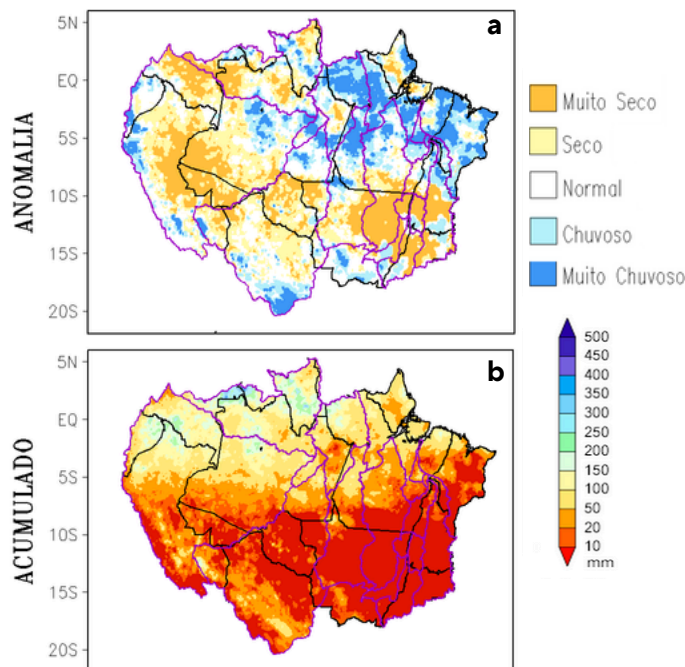 a
5N
EQ
5S
10S
15S
20S
ANOMALIA
Muito Seco
Seco
Normal
Chuvoso
Muito Chuvoso
b
5N
EQ
5S
10S
15S
20S
ACUMULADO
500
450
400
350
300
250
200
150
100
50
20
10
mm